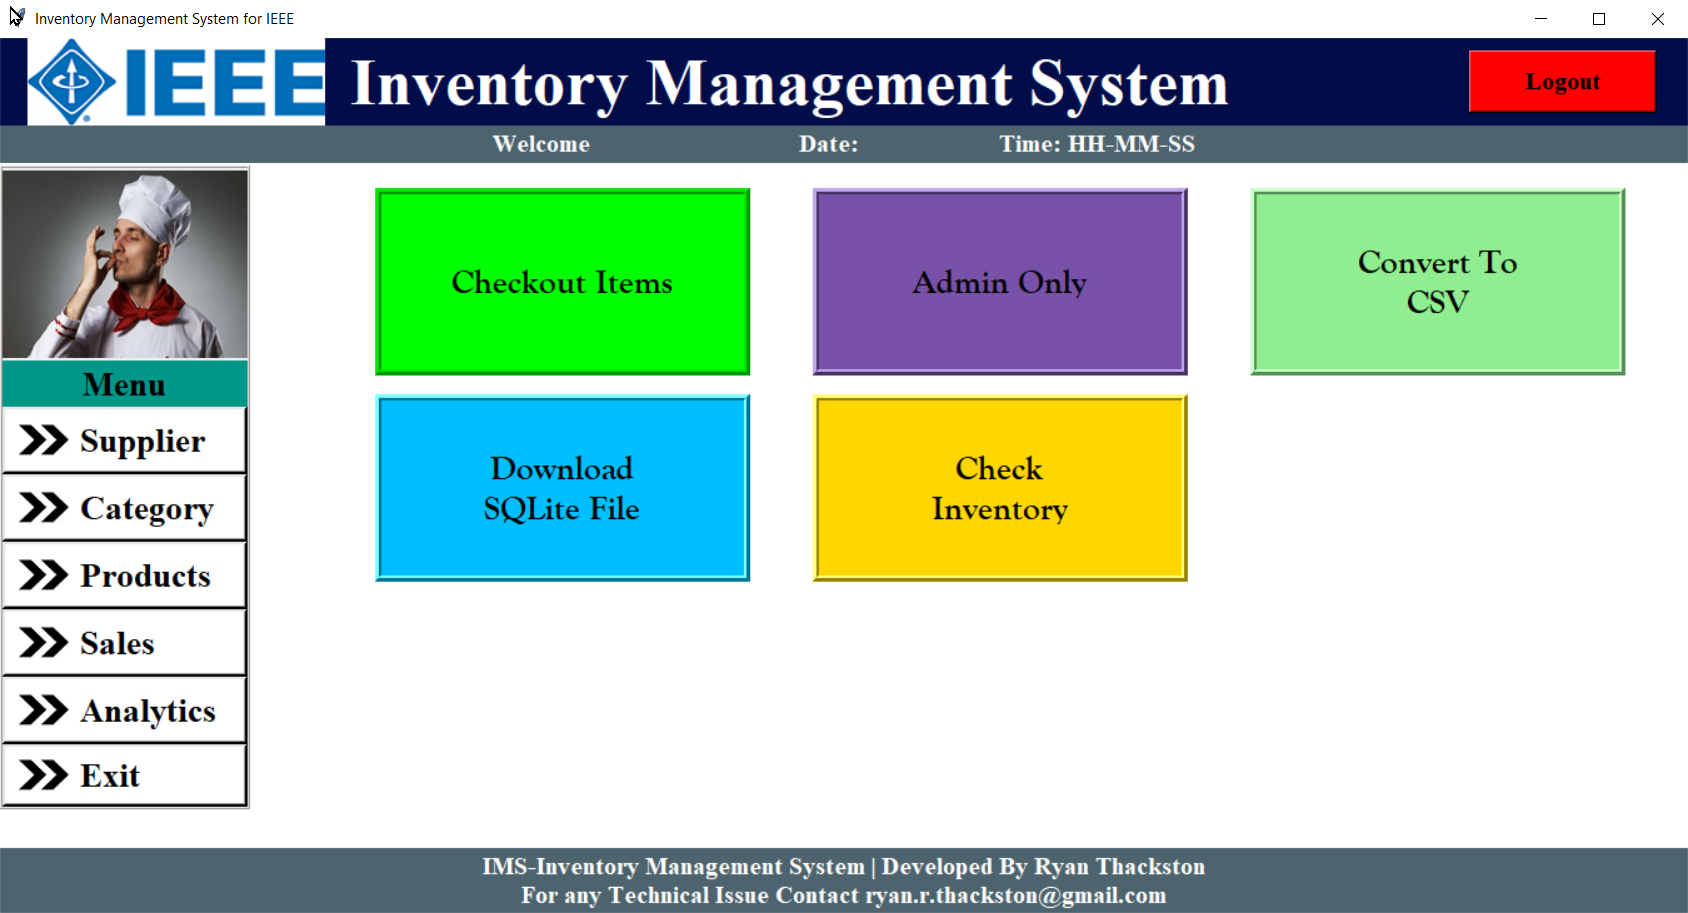 Inventory Management System for IEEE
IEEE
Inventory Management System
Logout
Welcome
Date:
Time: HH-MM-SS
Checkout Items
Admin Only
Convert To
CSV
Download
SQLite File
Check
Inventory
Menu
Supplier
Category
Products
Sales
Analytics
Exit
IMS-Inventory Management System | Developed By Ryan Thackston
For any Technical Issue Contact ryan.r.thackston@gmail.com